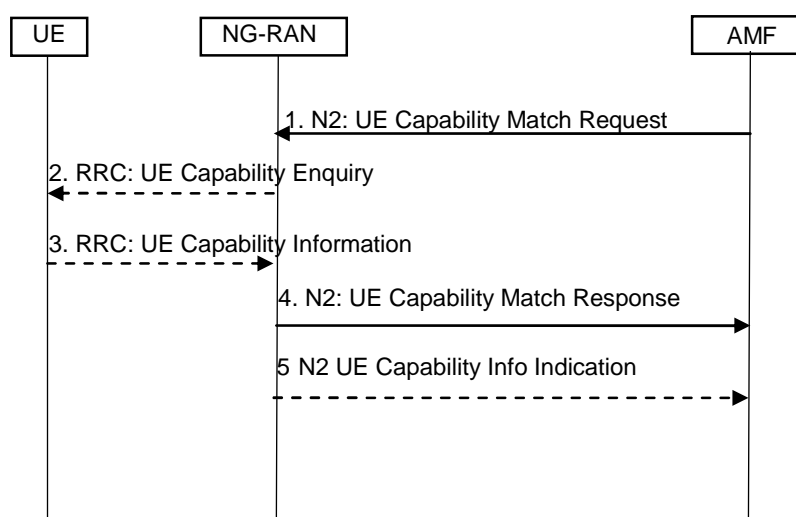 UE
NG-RAN
AMF
1. N2: UE Capability Match Request
2. RRC: UE Capability Enquiry
3. RRC: UE Capability Information
4. N2: UE Capability Match Response
5 N2 UE Capability Info Indication